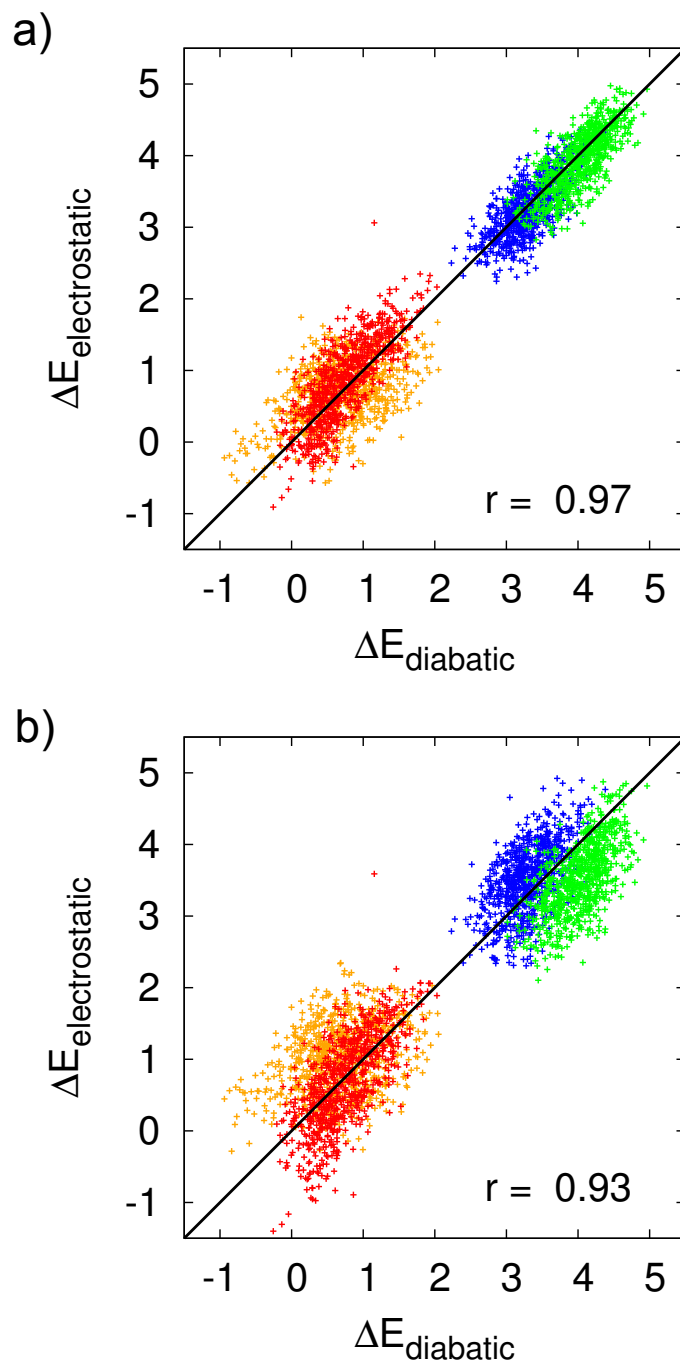 a)
5
4
3
2
1
0
-1
ΔE_electrostatic
r = 0.97
-1 0 1 2 3 4 5
ΔE_diabatic
b)
5
4
3
2
1
0
-1
ΔE_electrostatic
r = 0.93
-1 0 1 2 3 4 5
ΔE_diabatic